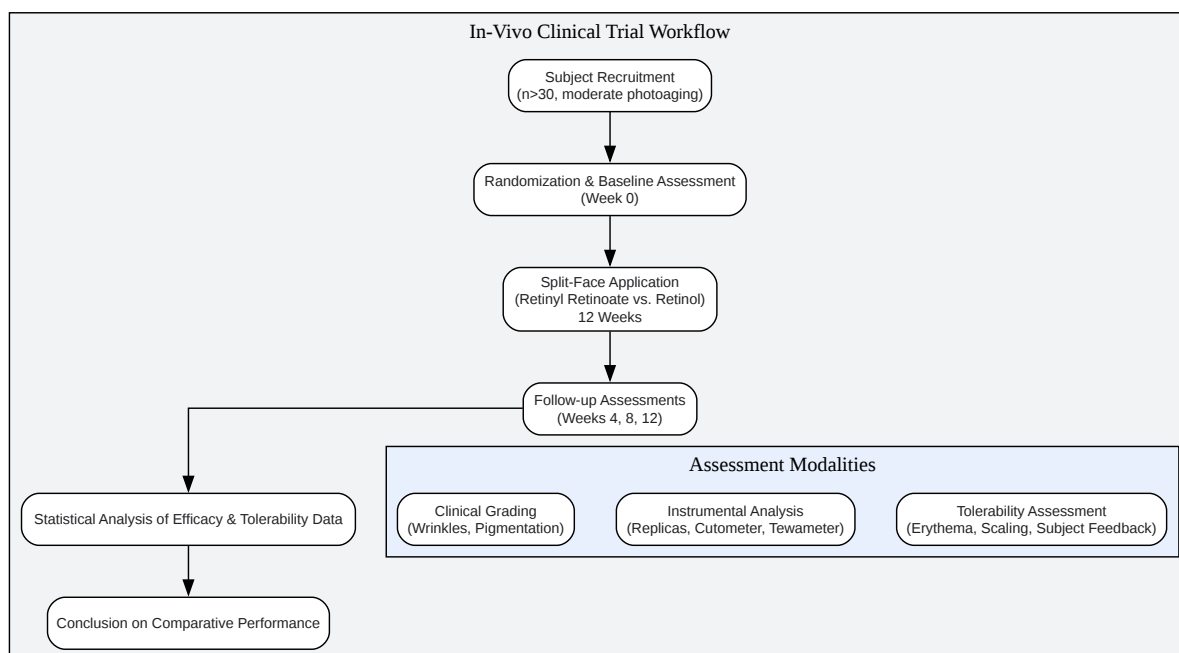 In-Vivo Clinical Trial Workflow
Subject Recruitment
(n>30, moderate photoaging)
Randomization & Baseline Assessment
(Week 0)
Split-Face Application
(Retinyl Retinoate vs. Retinol)
12 Weeks
Follow-up Assessments
(Weeks 4, 8, 12)
Assessment Modalities
Clinical Grading
(Wrinkles, Pigmentation)
Instrumental Analysis
(Replicas, Cutometer, Tewameter)
Tolerability Assessment
(Erythema, Scaling, Subject Feedback)
Statistical Analysis of Efficacy & Tolerability Data
Conclusion on Comparative Performance